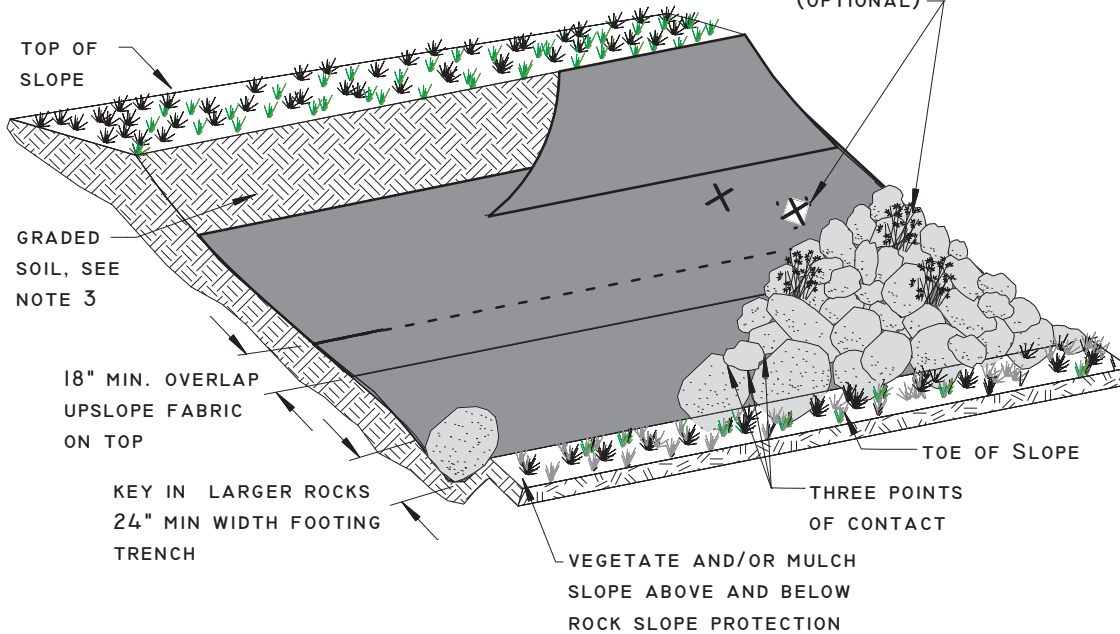 (OPTIONAL)
TOP OF
SLOPE
GRADED
SOIL, SEE
NOTE 3
18" MIN. OVERLAP
UPSLOPE FABRIC
ON TOP
KEY IN LARGER ROCKS
24" MIN WIDTH FOOTING
TRENCH
TOE OF SLOPE
THREE POINTS
OF CONTACT
VEGETATE AND/OR MULCH
SLOPE ABOVE AND BELOW
ROCK SLOPE PROTECTION